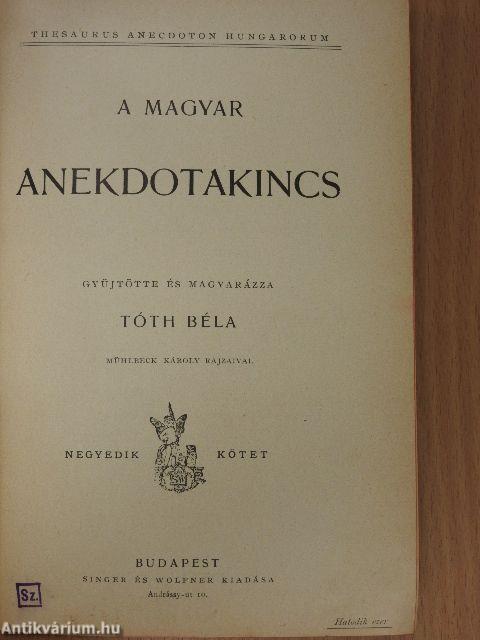 THESAURUS ANECDOTON HUNGARORUM
A MAGYAR
ANEKDOTAKINCS
GYŰJTÖTTE ÉS MAGYARÁZZA
TÓTH BÉLA
MÜHLBECK KÁROLY RAJZAIVAL
NEGYEDIK KÖTET
BUDAPEST
SINGER ÉS WOLFNER KIADÁSA
Andrássy-ut 10.
Hatodik ezer
Sz.
Antikvárium.hu